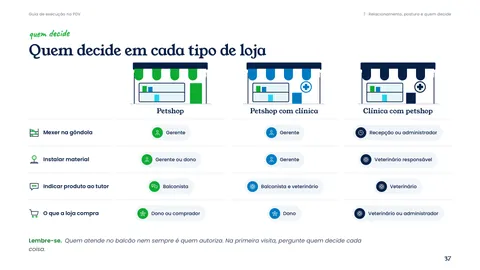 Guia de execução no PDV
7 · Relacionamento, postura e quem decide
quem decide
Quem decide em cada tipo de loja
Petshop
Petshop com clínica
Clínica com petshop
Mexer na gôndola
Gerente
Gerente
Recepção ou administrador
Instalar material
Gerente ou dono
Gerente
Veterinário responsável
Indicar produto ao tutor
Balconista
Balconista e veterinário
Veterinário
O que a loja compra
Dono ou comprador
Dono
Veterinário ou administrador
Lembre-se. Quem atende no balcão nem sempre é quem autoriza. Na primeira visita, pergunte quem decide cada
coisa.
37